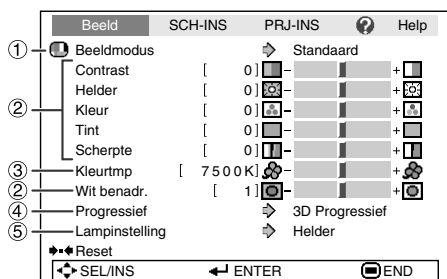 Beeld SCH-INS PRJ-INS ? Help
① Beeldmodus Standaard
Contrast [ 0] - +
Helder [ 0] - +
② Kleur [ 0] - +
Tint [ 0] - +
Scherpte [ 0] - +
③ Kleurtmp [ 7500K] - +
② Wit benadr. [ 1] - +
④ Progressief 3D Progressief
⑤ Lampinstelling Helder
Reset
SEL/INS ENTER END